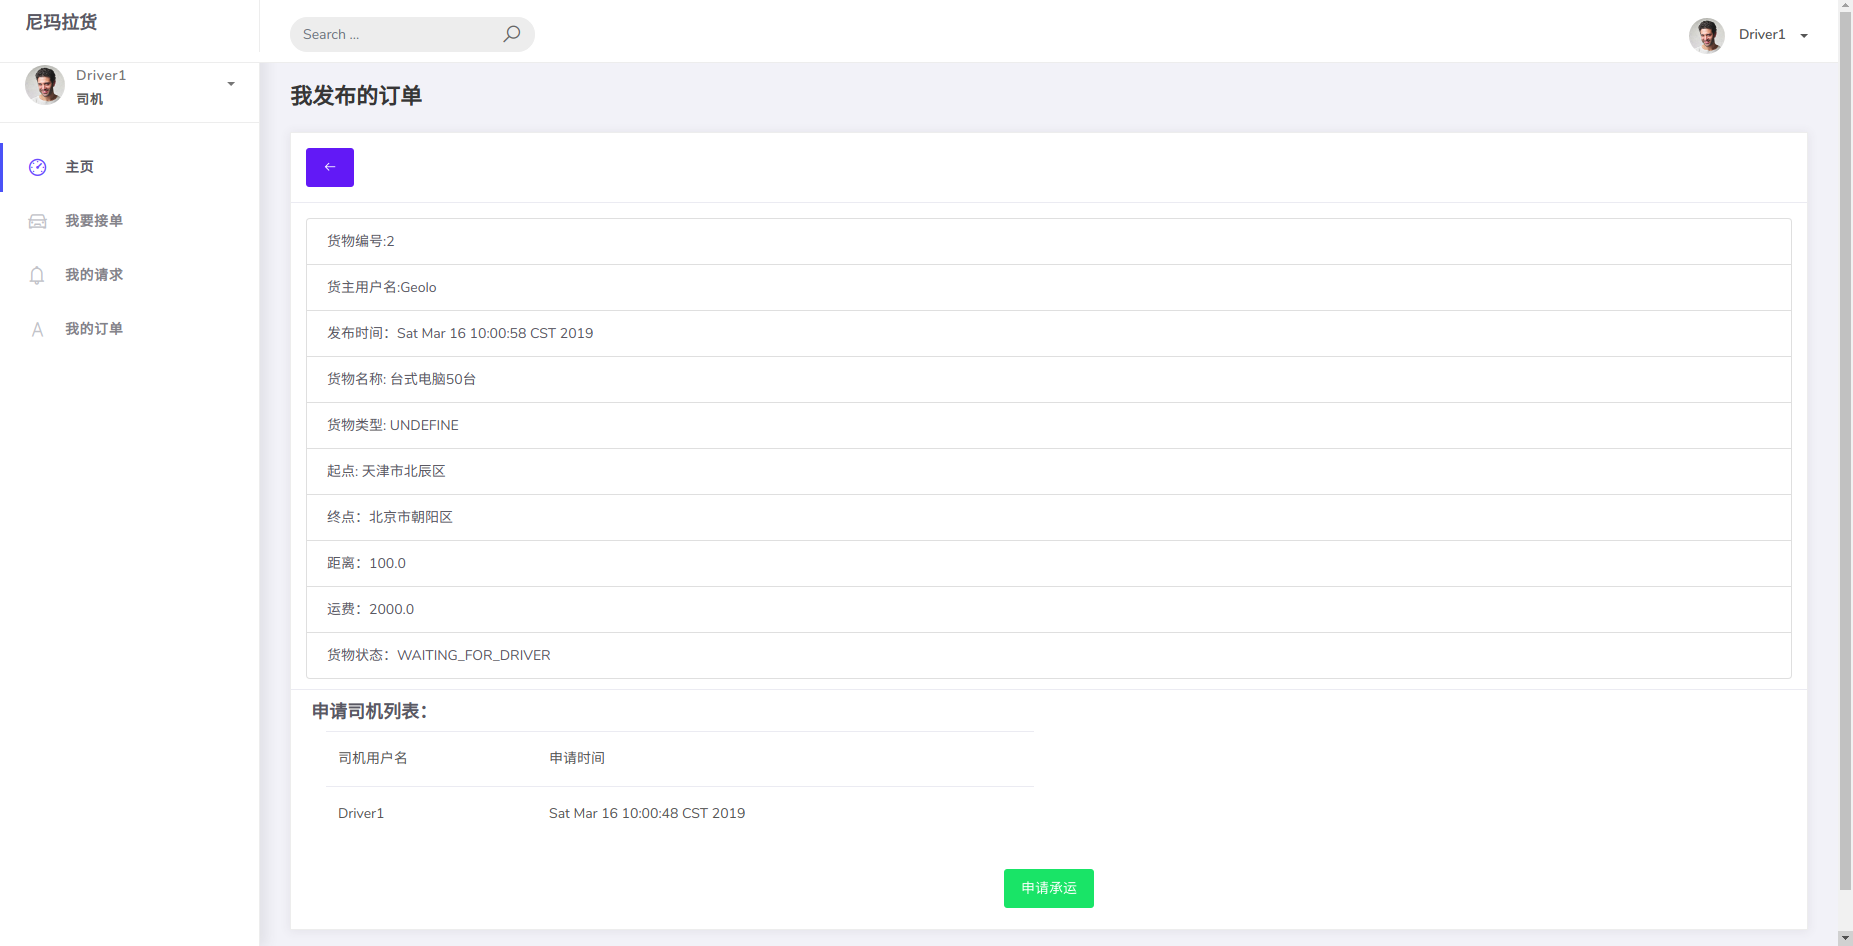 尼玛拉货
Search ...
Driver1
Driver1
司机
主页
我要接单
我的请求
我的订单
我发布的订单
货物编号:2
货主用户名:Geolo
发布时间：Sat Mar 16 10:00:58 CST 2019
货物名称: 台式电脑50台
货物类型: UNDEFINE
起点: 天津市北辰区
终点：北京市朝阳区
距离：100.0
运费：2000.0
货物状态：WAITING_FOR_DRIVER
申请司机列表：
司机用户名 申请时间
Driver1 Sat Mar 16 10:00:48 CST 2019
申请承运